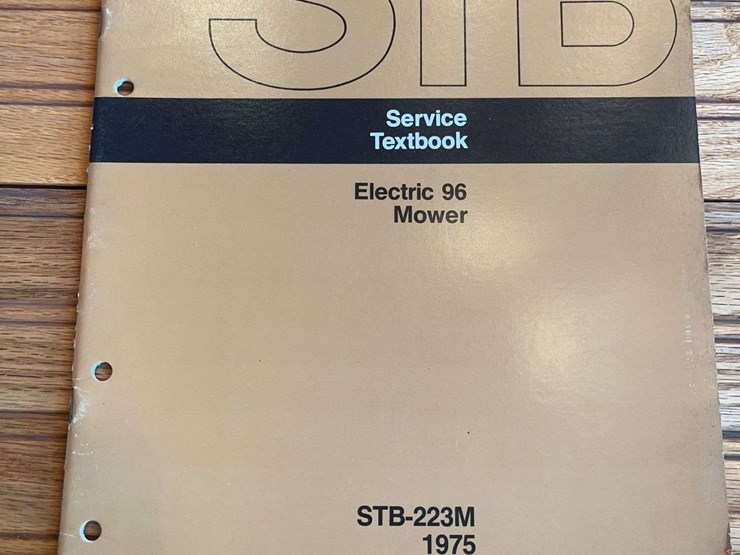 STB
Service
Textbook
Electric 96
Mower
STB-223M
1975